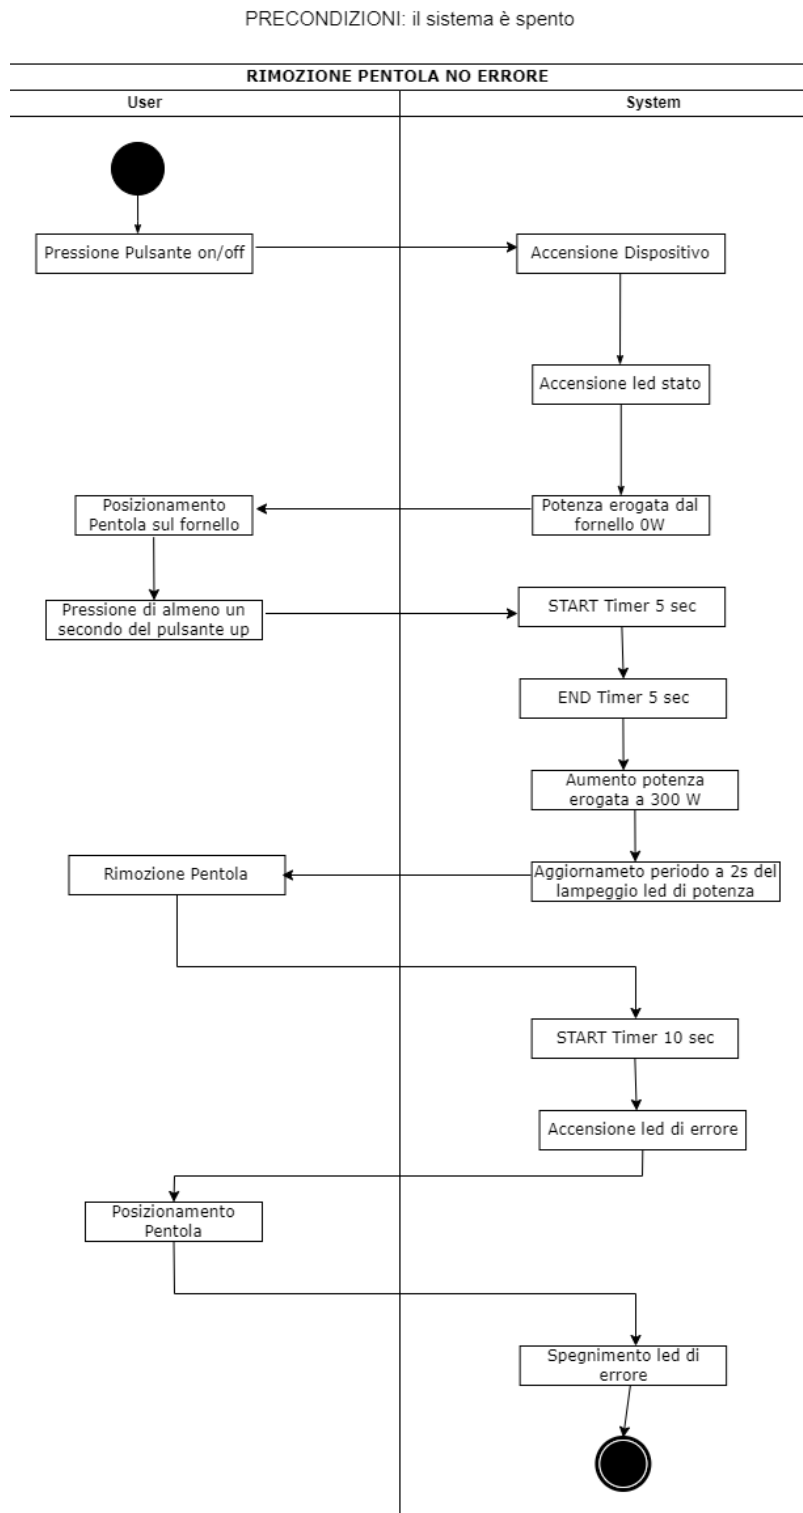 PRECONDIZIONI: il sistema è spento
RIMOZIONE PENTOLA NO ERRORE
User
System
Pressione Pulsante on/off
Accensione Dispositivo
Accensione led stato
Potenza erogata dal
fornello 0W
Posizionamento
Pentola sul fornello
Pressione di almeno un
secondo del pulsante up
START Timer 5 sec
END Timer 5 sec
Aumento potenza
erogata a 300 W
Aggiornameto periodo a 2s del
lampeggio led di potenza
Rimozione Pentola
START Timer 10 sec
Accensione led di errore
Posizionamento
Pentola
Spegnimento led di
errore